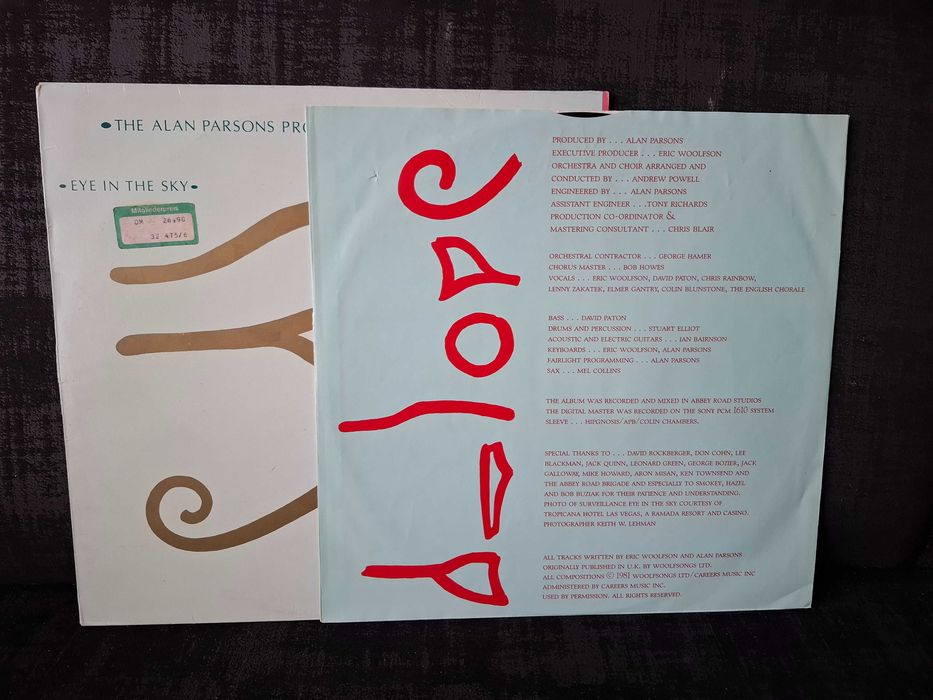 •THE ALAN PARSONS PRO
•EYE IN THE SKY•
Mitgliederpreis
DM 26,90
32 475/6
PRODUCED BY . . . ALAN PARSONS
EXECUTIVE PRODUCER . . . ERIC WOOLFSON
ORCHESTRA AND CHOIR ARRANGED AND
CONDUCTED BY . . . ANDREW POWELL
ENGINEERED BY . . . ALAN PARSONS
ASSISTANT ENGINEER . . .TONY RICHARDS
PRODUCTION CO-ORDINATOR &
MASTERING CONSULTANT . . . CHRIS BLAIR
ORCHESTRAL CONTRACTOR . . . GEORGE HAMER
CHORUS MASTER . . . BOB HOWES
VOCALS . . . ERIC WOOLFSON, DAVID PATON, CHRIS RAINBOW,
LENNY ZAKATEK, ELMER GANTRY, COLIN BLUNSTONE, THE ENGLISH CHORALE
BASS . . . DAVID PATON
DRUMS AND PERCUSSION . . . STUART ELLIOT
ACOUSTIC AND ELECTRIC GUITARS . . . IAN BAIRNSON
KEYBOARDS . . . ERIC WOOLFSON, ALAN PARSONS
FAIRLIGHT PROGRAMMING . . . ALAN PARSONS
SAX . . . MEL COLLINS
THE ALBUM WAS RECORDED AND MIXED IN ABBEY ROAD STUDIOS
THE DIGITAL MASTER WAS RECORDED ON THE SONY PCM 1610 SYSTEM
SLEEVE . . . HIPGNOSIS/APB/COLIN CHAMBERS.
SPECIAL THANKS TO . . . DAVID ROCKBERGER, DON COHN, LEE
BLACKMAN, JACK QUINN, LEONARD GREEN, GEORGE BOZIER, JACK
GALLOWAY, MIKE HOWARD, ARON MISAN, KEN TOWNSEND AND
THE ABBEY ROAD BRIGADE AND ESPECIALLY TO SMOKEY, HAZEL
AND BOB BUZIAK FOR THEIR PATIENCE AND UNDERSTANDING.
PHOTO OF SURVEILLANCE EYE IN THE SKY COURTESY OF
TROPICANA HOTEL LAS VEGAS, A RAMADA RESORT AND CASINO.
PHOTOGRAPHER KEITH W. LEHMAN
ALL TRACKS WRITTEN BY ERIC WOOLFSON AND ALAN PARSONS
ORIGINALLY PUBLISHED IN U.K. BY WOOLFSONGS LTD.
ALL COMPOSITIONS © 1981 WOOLFSONGS LTD/CAREERS MUSIC INC
ADMINISTERED BY CAREERS MUSIC INC.
USED BY PERMISSION. ALL RIGHTS RESERVED.